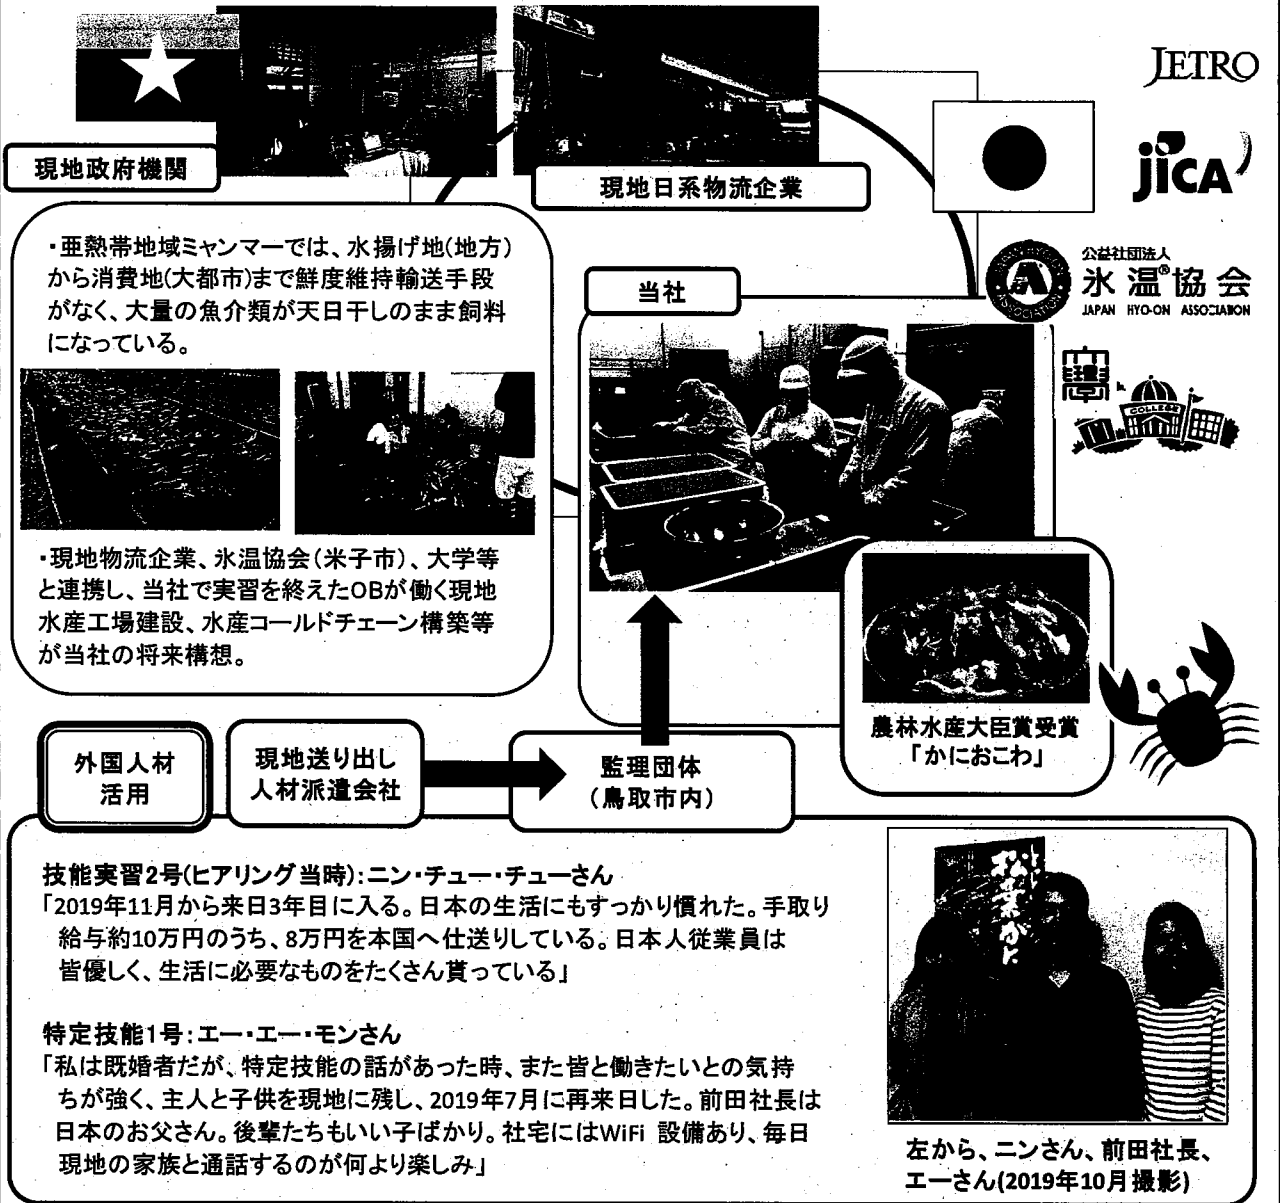 JETRO
jICA
現地政府機関
現地日系物流企業
公益社団法人
氷温®協会
JAPAN HYO-ON ASSOCIATION
・亜熱帯地域ミャンマーでは、水揚げ地(地方)
から消費地(大都市)まで鮮度維持輸送手段
がなく、大量の魚介類が天日干しのまま飼料
になっている。
当社
COLLEGE
・現地物流企業、氷温協会(米子市)、大学等
と連携し、当社で実習を終えたOBが働く現地
水産工場建設、水産コールドチェーン構築等
が当社の将来構想。
農林水産大臣賞受賞
「かにおこわ」
外国人材
活用
現地送り出し
人材派遣会社
監理団体
(鳥取市内)
技能実習2号(ヒアリング当時):ニン・チュー・チューさん
「2019年11月から来日3年目に入る。日本の生活にもすっかり慣れた。手取り
給与約10万円のうち、8万円を本国へ仕送りしている。日本人従業員は
皆優しく、生活に必要なものをたくさん貰っている」
特定技能1号:エー・エー・モンさん
「私は既婚者だが、特定技能の話があった時、また皆と働きたいとの気持
ちが強く、主人と子供を現地に残し、2019年7月に再来日した。前田社長は
日本のお父さん。後輩たちもいい子ばかり。社宅にはWiFi 設備あり、毎日
現地の家族と通話するのが何より楽しみ」
左から、ニンさん、前田社長、
エーさん(2019年10月撮影)